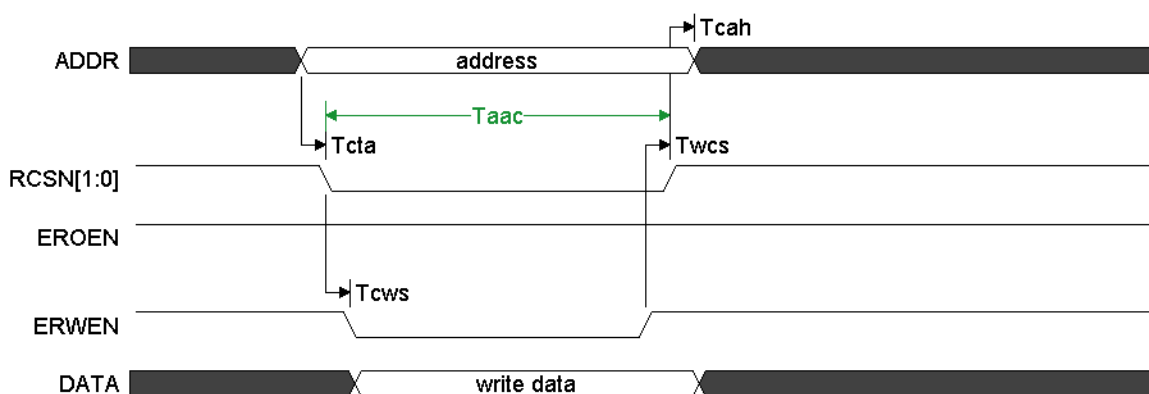 Tcah
ADDR address
Taac
Tcta Twcs
RCSN[1:0]
EROEN
Tcws
ERWEN
DATA write data